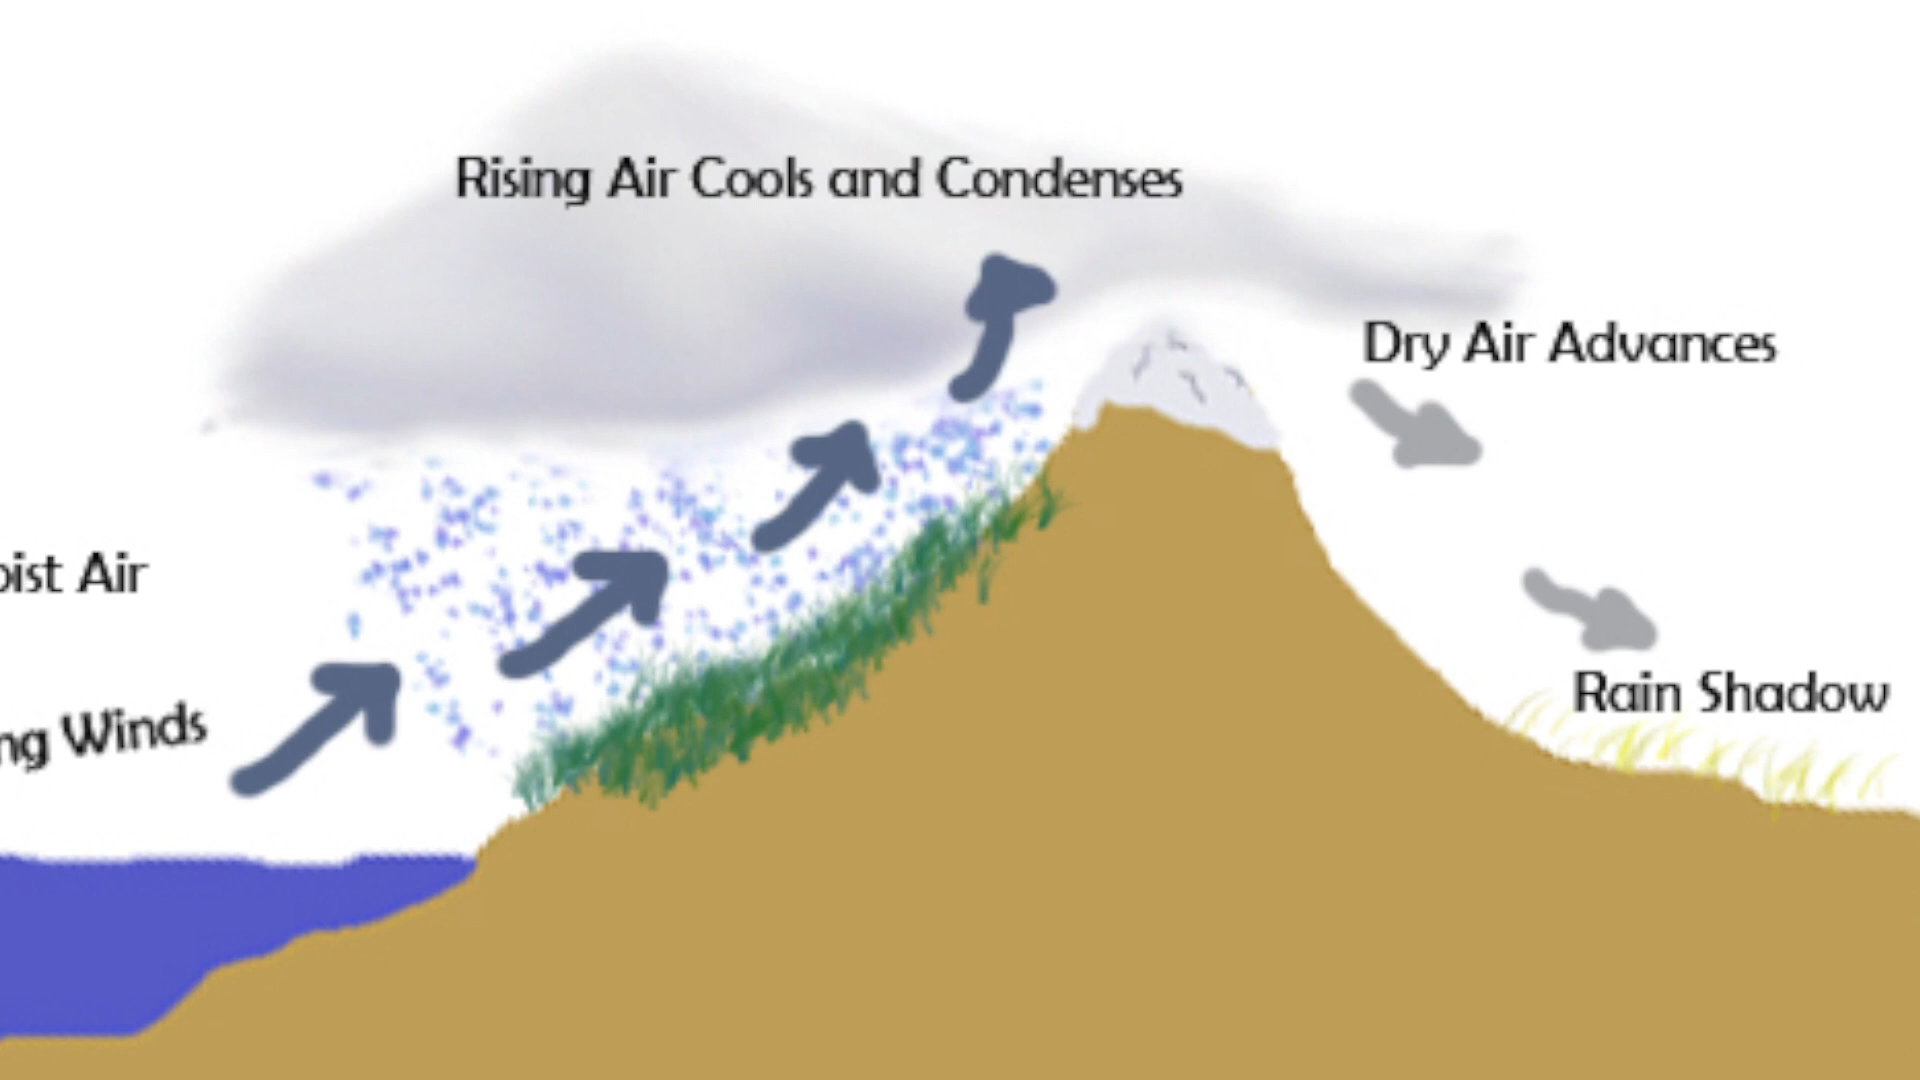 Rising Air Cools and Condenses
Dry Air Advances
oist Air
Rain Shadow
ng Winds